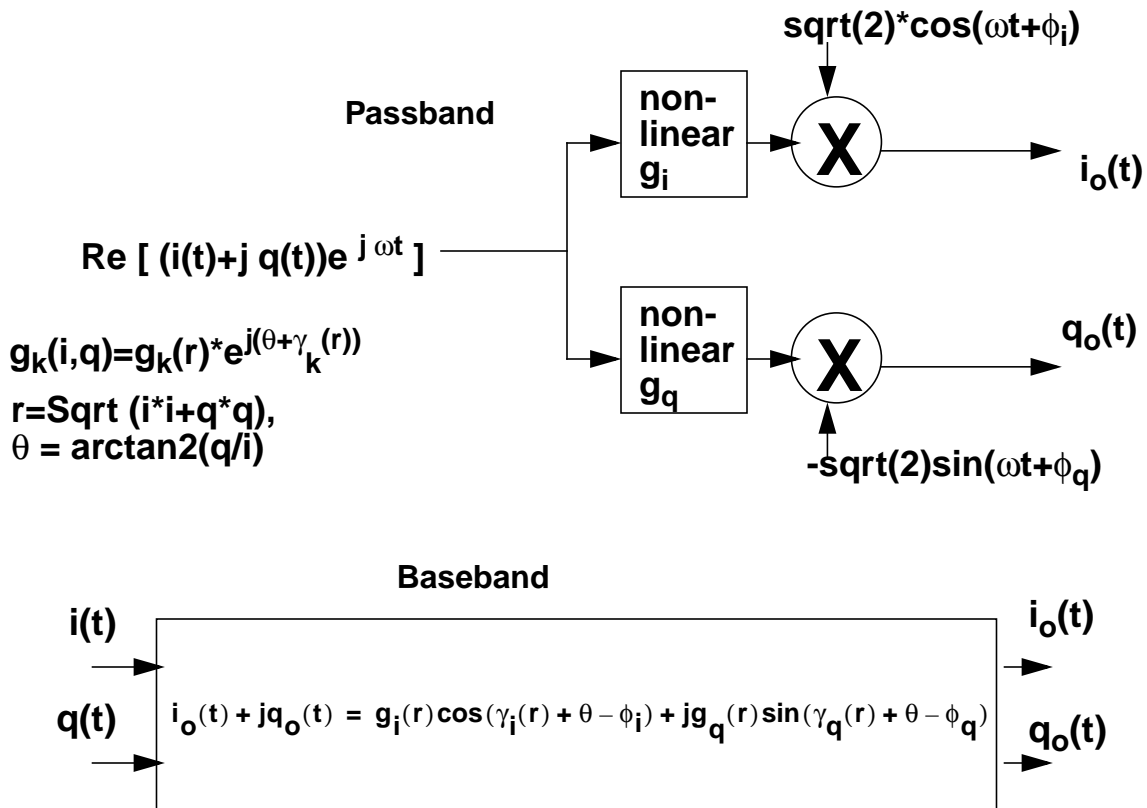 sqrt(2)*cos(ωt+ϕi)
Passband
non-
linear
gi
X
io(t)
Re [ (i(t)+j q(t))e j ωt ]
non-
linear
gq
X
qo(t)
gk(i,q)=gk(r)*ej(θ+γk(r))
r=Sqrt (i*i+q*q),
θ = arctan2(q/i)
-sqrt(2)sin(ωt+ϕq)
Baseband
i(t)
io(t)
q(t)
io(t) + jqo(t) = gi(r)cos(γi(r) + θ – ϕi) + jgq(r)sin(γq(r) + θ – ϕq)
qo(t)